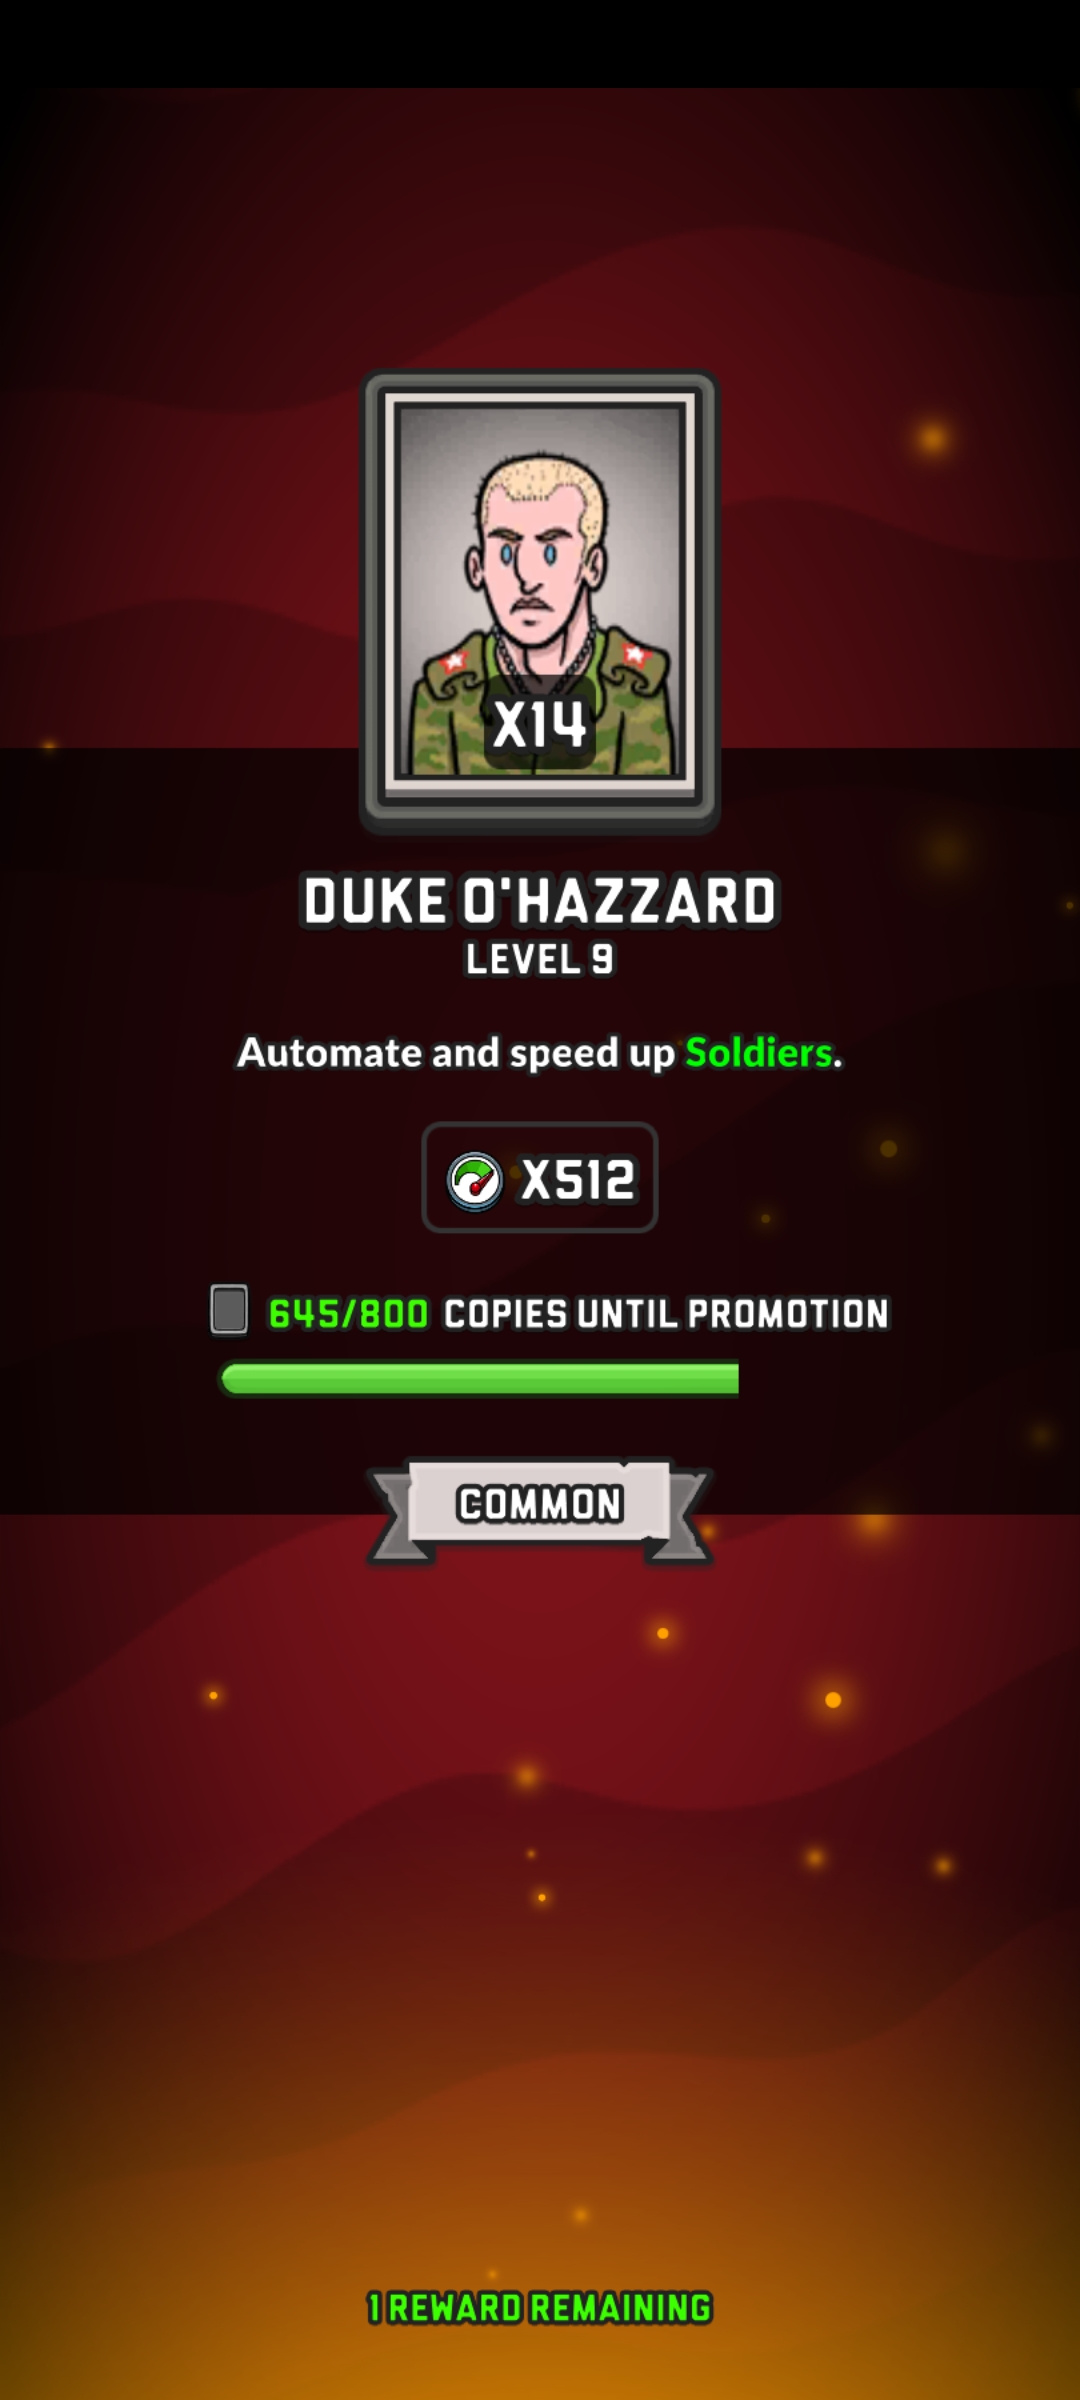 X14
DUKE O'HAZZARD
LEVEL 9
Automate and speed up Soldiers.
X512
645/800 COPIES UNTIL PROMOTION
COMMON
1 REWARD REMAINING